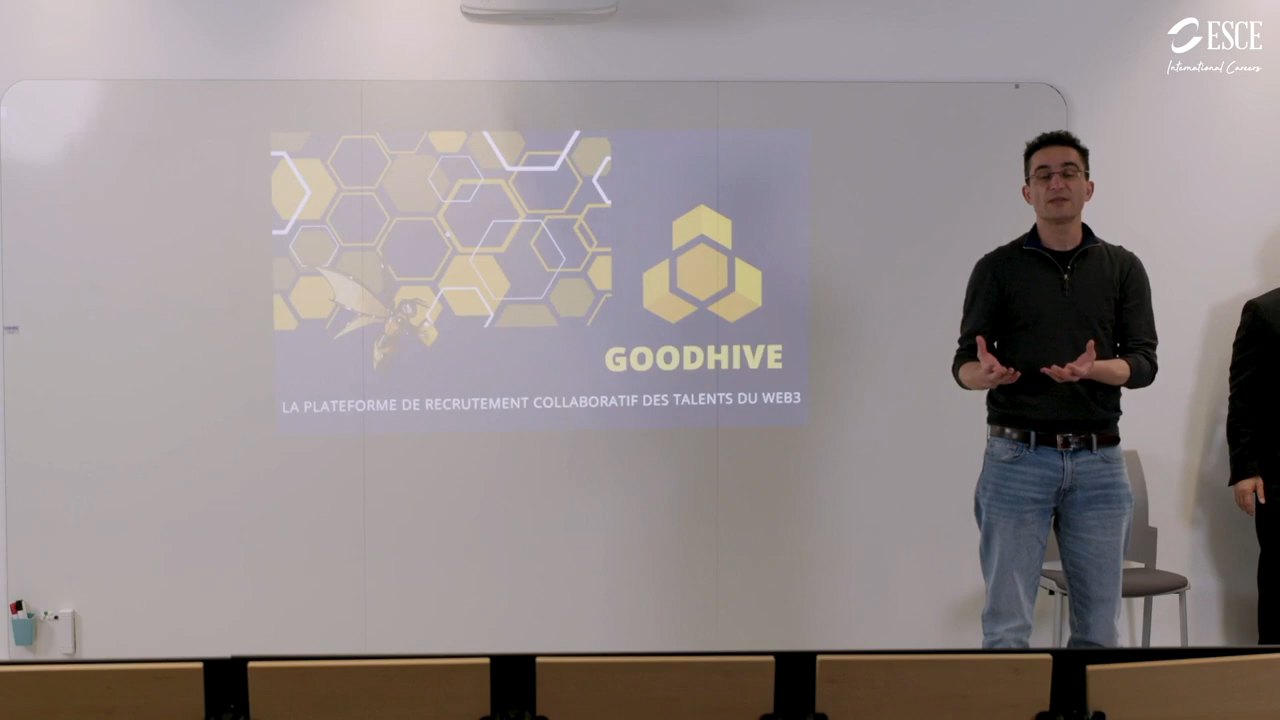 ESCE
International Careers
GOODHIVE
LA PLATEFORME DE RECRUTEMENT COLLABORATIF DES TALENTS DU WEB3